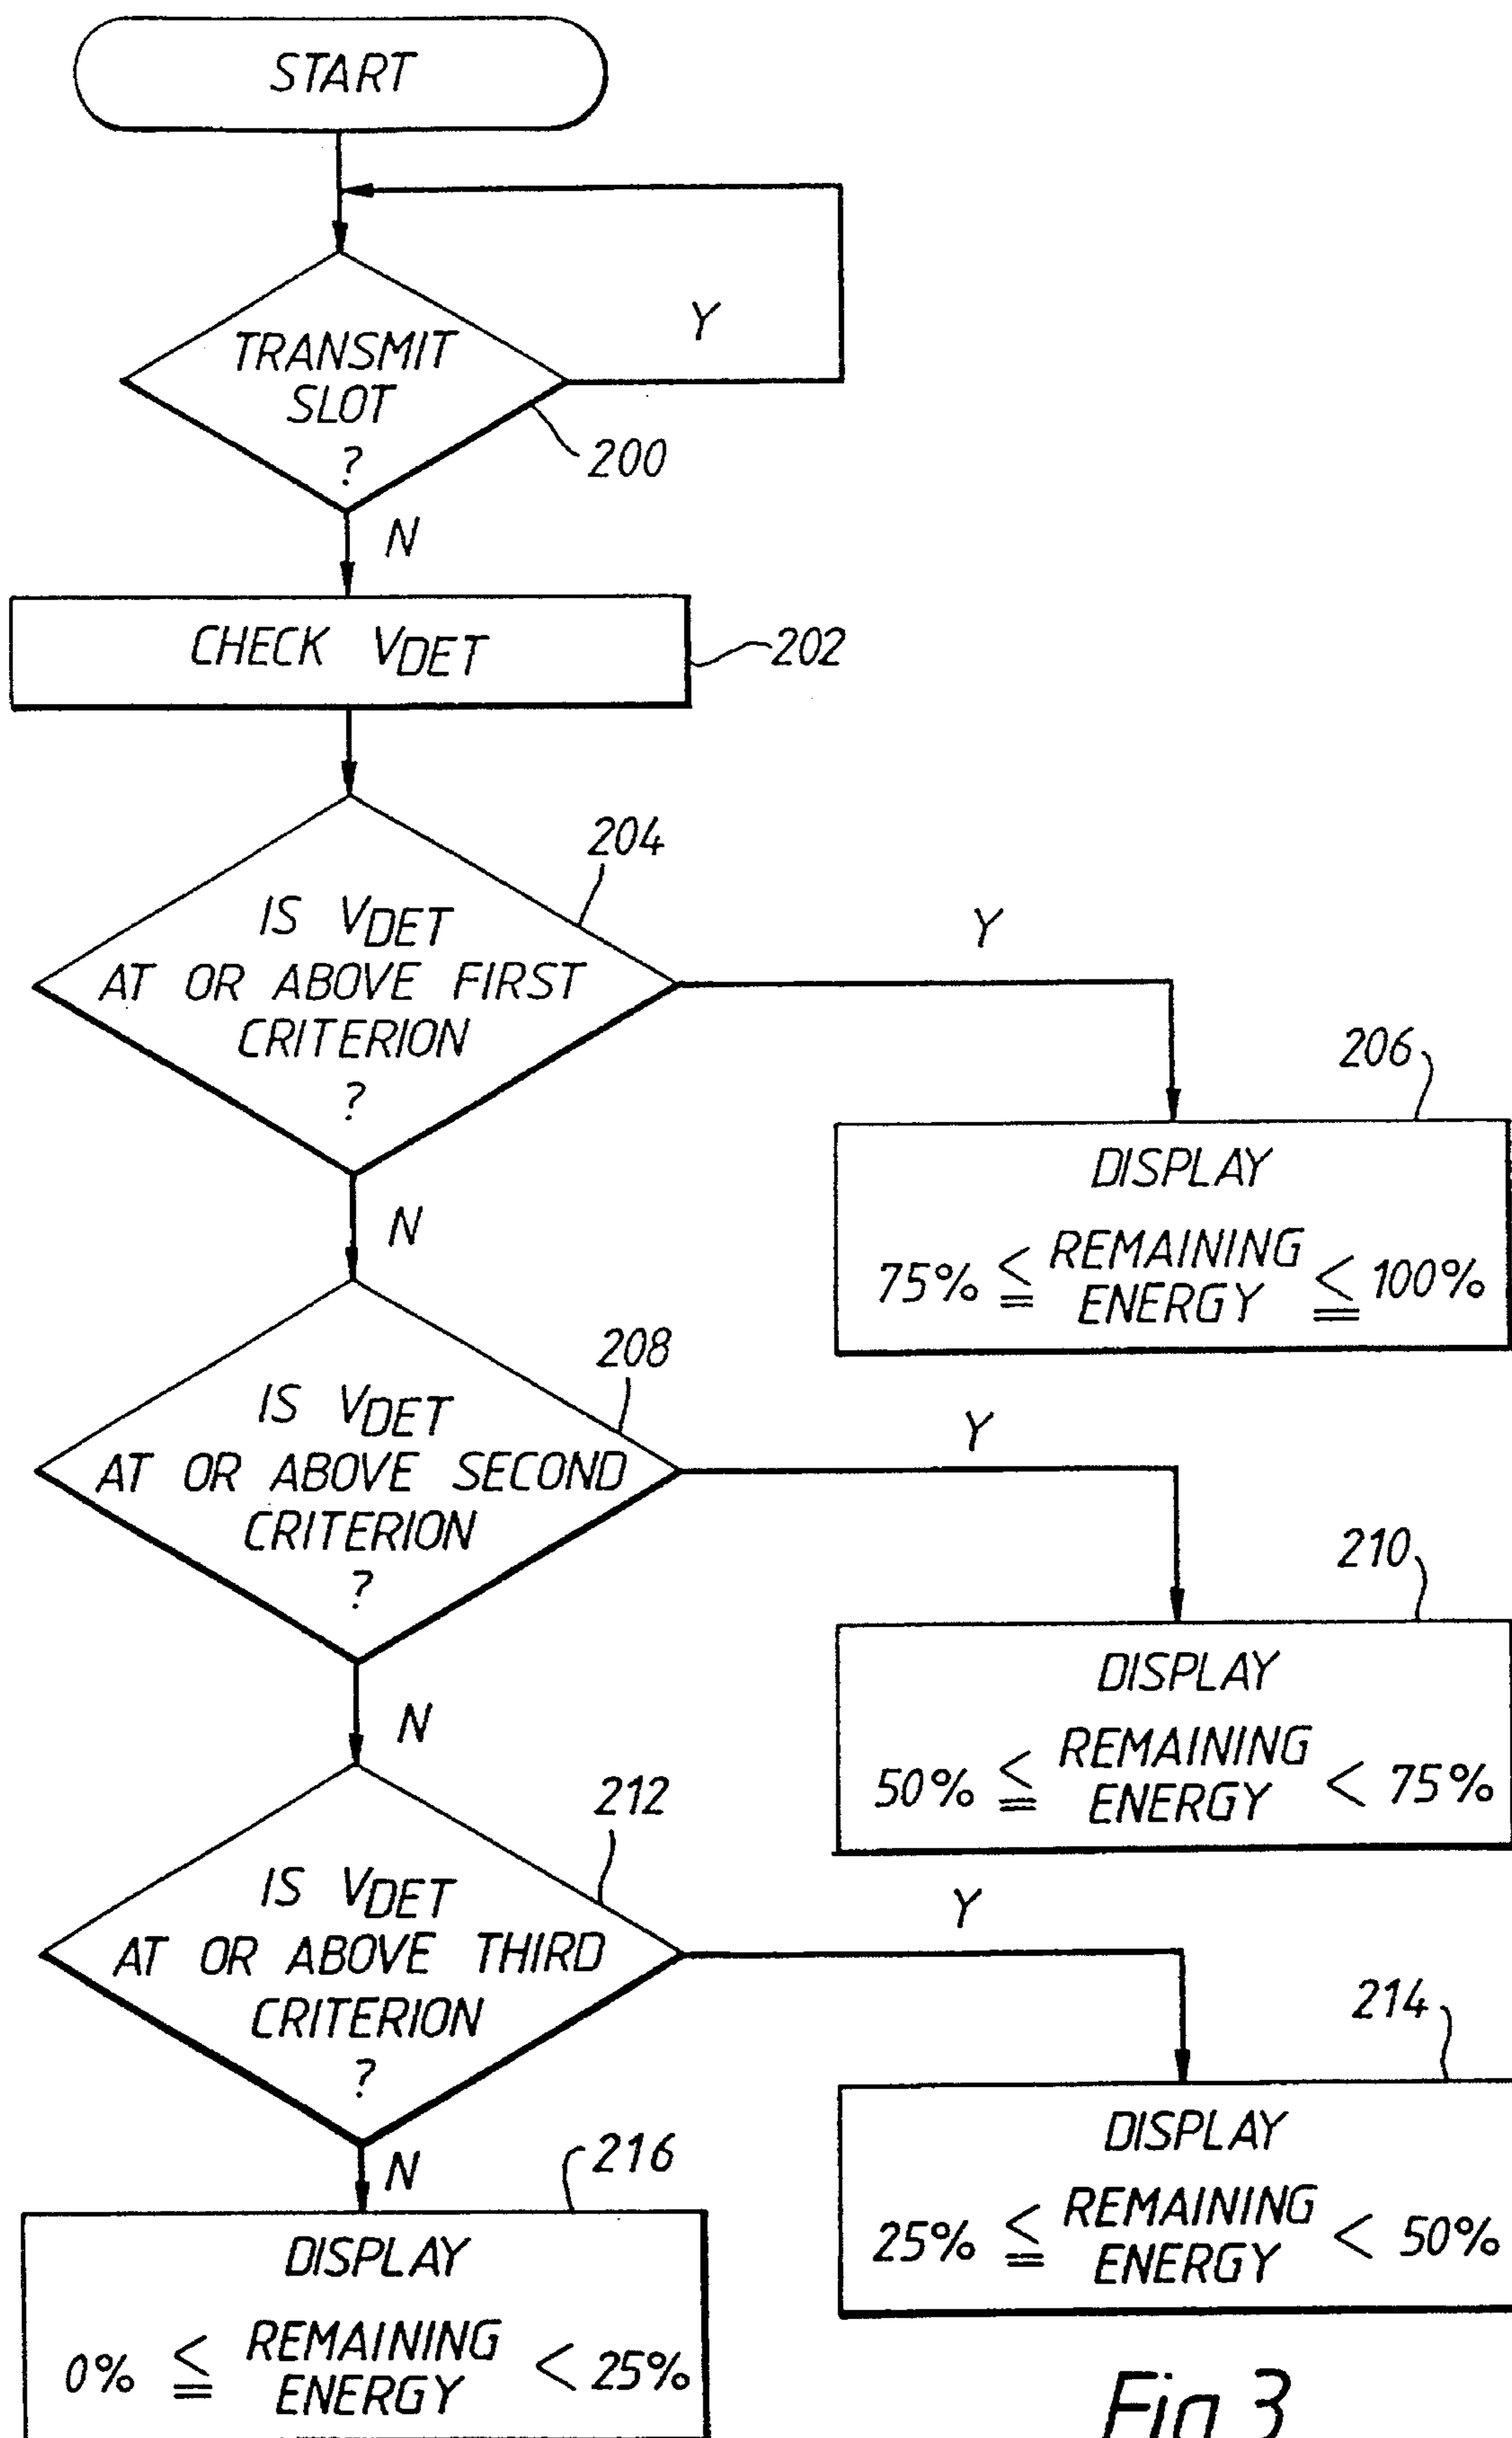 START
Y
TRANSMIT
SLOT
?
200
N
CHECK VDET
202
204
IS VDET
AT OR ABOVE FIRST
CRITERION
?
Y
206
DISPLAY
75% ≦ REMAINING ENERGY ≦ 100%
N
208
IS VDET
AT OR ABOVE SECOND
CRITERION
?
Y
210
DISPLAY
50% ≦ REMAINING ENERGY < 75%
N
212
IS VDET
AT OR ABOVE THIRD
CRITERION
?
Y
214
DISPLAY
25% ≦ REMAINING ENERGY < 50%
N
216
DISPLAY
0% ≦ REMAINING ENERGY < 25%
Fig 3